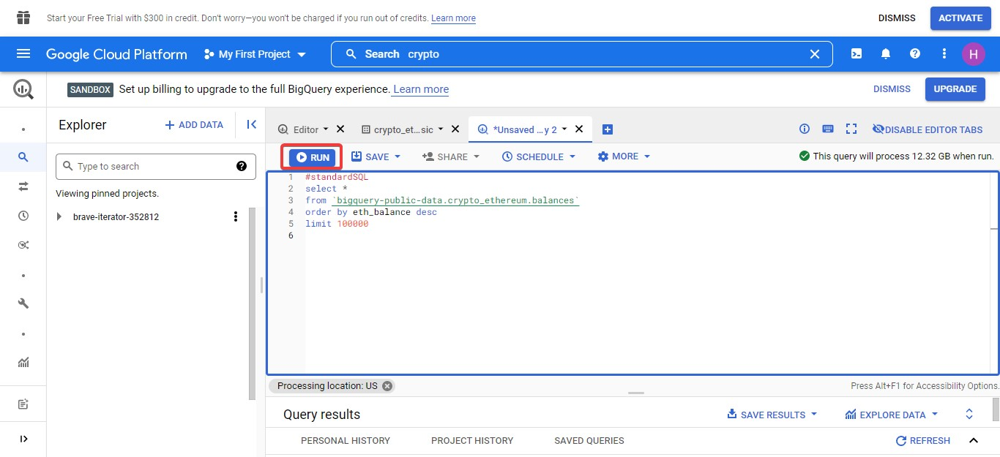 Start your Free Trial with $300 in credit. Don't worry—you won't be charged if you run out of credits. Learn more
DISMISS
ACTIVATE
Google Cloud Platform
My First Project
Search crypto
H
SANDBOX Set up billing to upgrade to the full BigQuery experience. Learn more
DISMISS
UPGRADE
Explorer
+ ADD DATA
Editor
crypto_et...sic
*Unsaved ...y 2
DISABLE EDITOR TABS
RUN
SAVE
SHARE
SCHEDULE
MORE
This query will process 12.32 GB when run.
Type to search
Viewing pinned projects.
brave-iterator-352812
1 #standardSQL
2 select *
3 from `bigquery-public-data.crypto_ethereum.balances`
4 order by eth_balance desc
5 limit 100000
6
Processing location: US
Press Alt+F1 for Accessibility Options.
Query results
SAVE RESULTS
EXPLORE DATA
PERSONAL HISTORY
PROJECT HISTORY
SAVED QUERIES
REFRESH